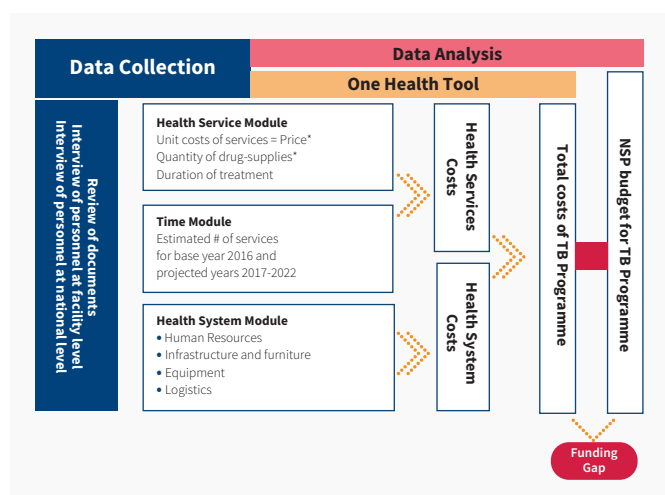 Data Collection
Data Analysis
One Health Tool
Review of documents
Interview of personnel at facility level
Interview of personnel at national level
Health Service Module
Unit costs of services = Price*
Quantity of drug-supplies*
Duration of treatment
Time Module
Estimated # of services
for base year 2016 and
projected years 2017-2022
Health System Module
• Human Resources
• Infrastructure and furniture
• Equipment
• Logistics
Health Services
Costs
Health System
Costs
Total costs of TB Programme
NSP budget for TB Programme
Funding
Gap